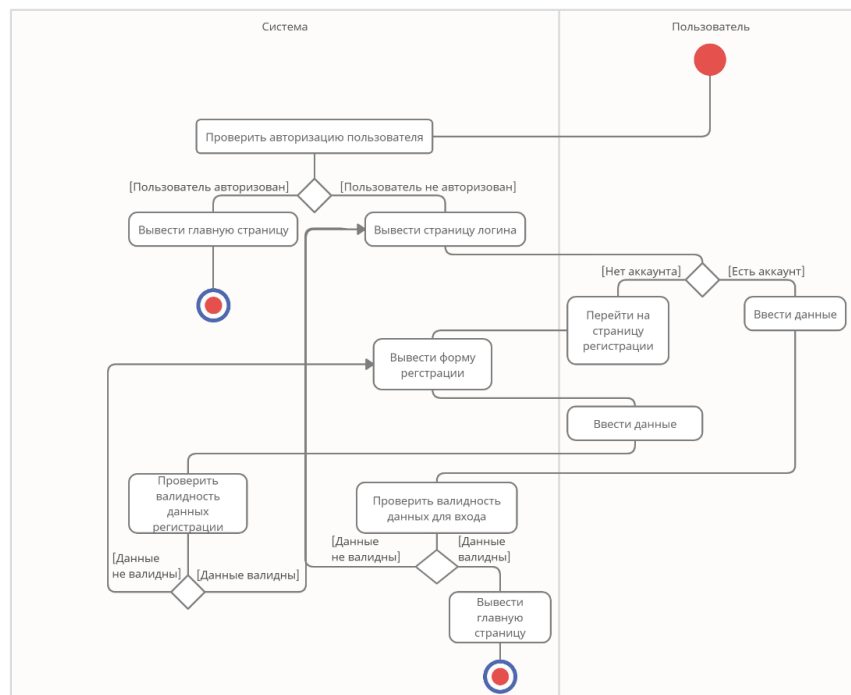 Система
Пользователь
Проверить авторизацию пользователя
[Пользователь авторизован]
[Пользователь не авторизован]
Вывести главную страницу
Вывести страницу логина
[Нет аккаунта]
[Есть аккаунт]
Перейти на
страницу
регистрации
Ввести данные
Вывести форму
регстрации
Ввести данные
Проверить
валидность
данных
регистрации
Проверить валидность
данных для входа
[Данные
не валидны]
[Данные
валидны]
[Данные
не валидны]
[Данные валидны]
Вывести
главную
страницу